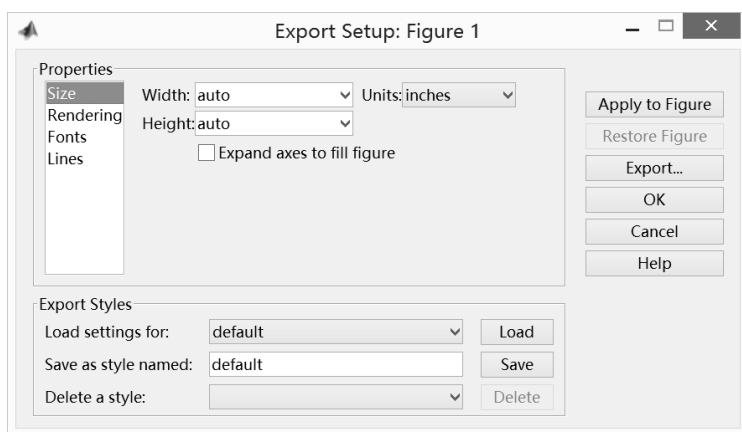 Export Setup: Figure 1
Properties
Size
Rendering
Fonts
Lines
Width: auto Units: inches
Height: auto
Expand axes to fill figure
Apply to Figure
Restore Figure
Export...
OK
Cancel
Help
Export Styles
Load settings for: default Load
Save as style named: default Save
Delete a style: Delete